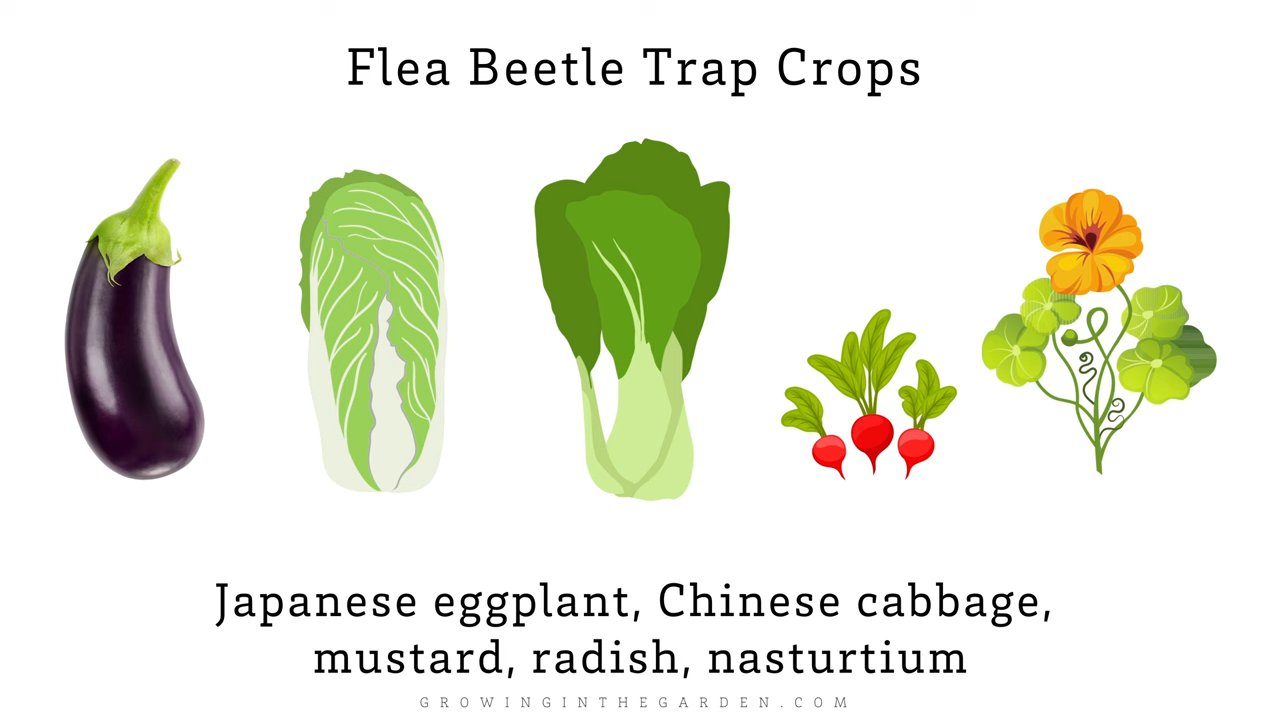 Flea Beetle Trap Crops
Japanese eggplant, Chinese cabbage,
mustard, radish, nasturtium
GROWINGINTHEGARDEN.COM